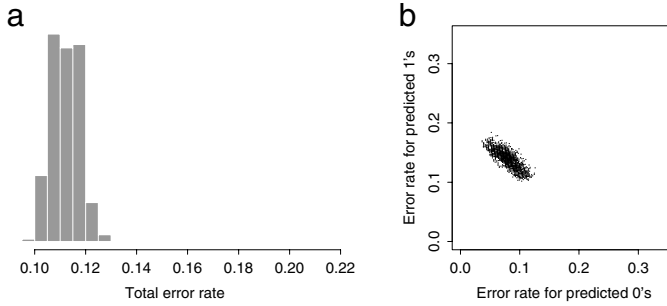 a
0.10 0.12 0.14 0.16 0.18 0.20 0.22
Total error rate
b
Error rate for predicted 1's
0.3
0.2
0.1
0.0
0.0 0.1 0.2 0.3
Error rate for predicted 0's